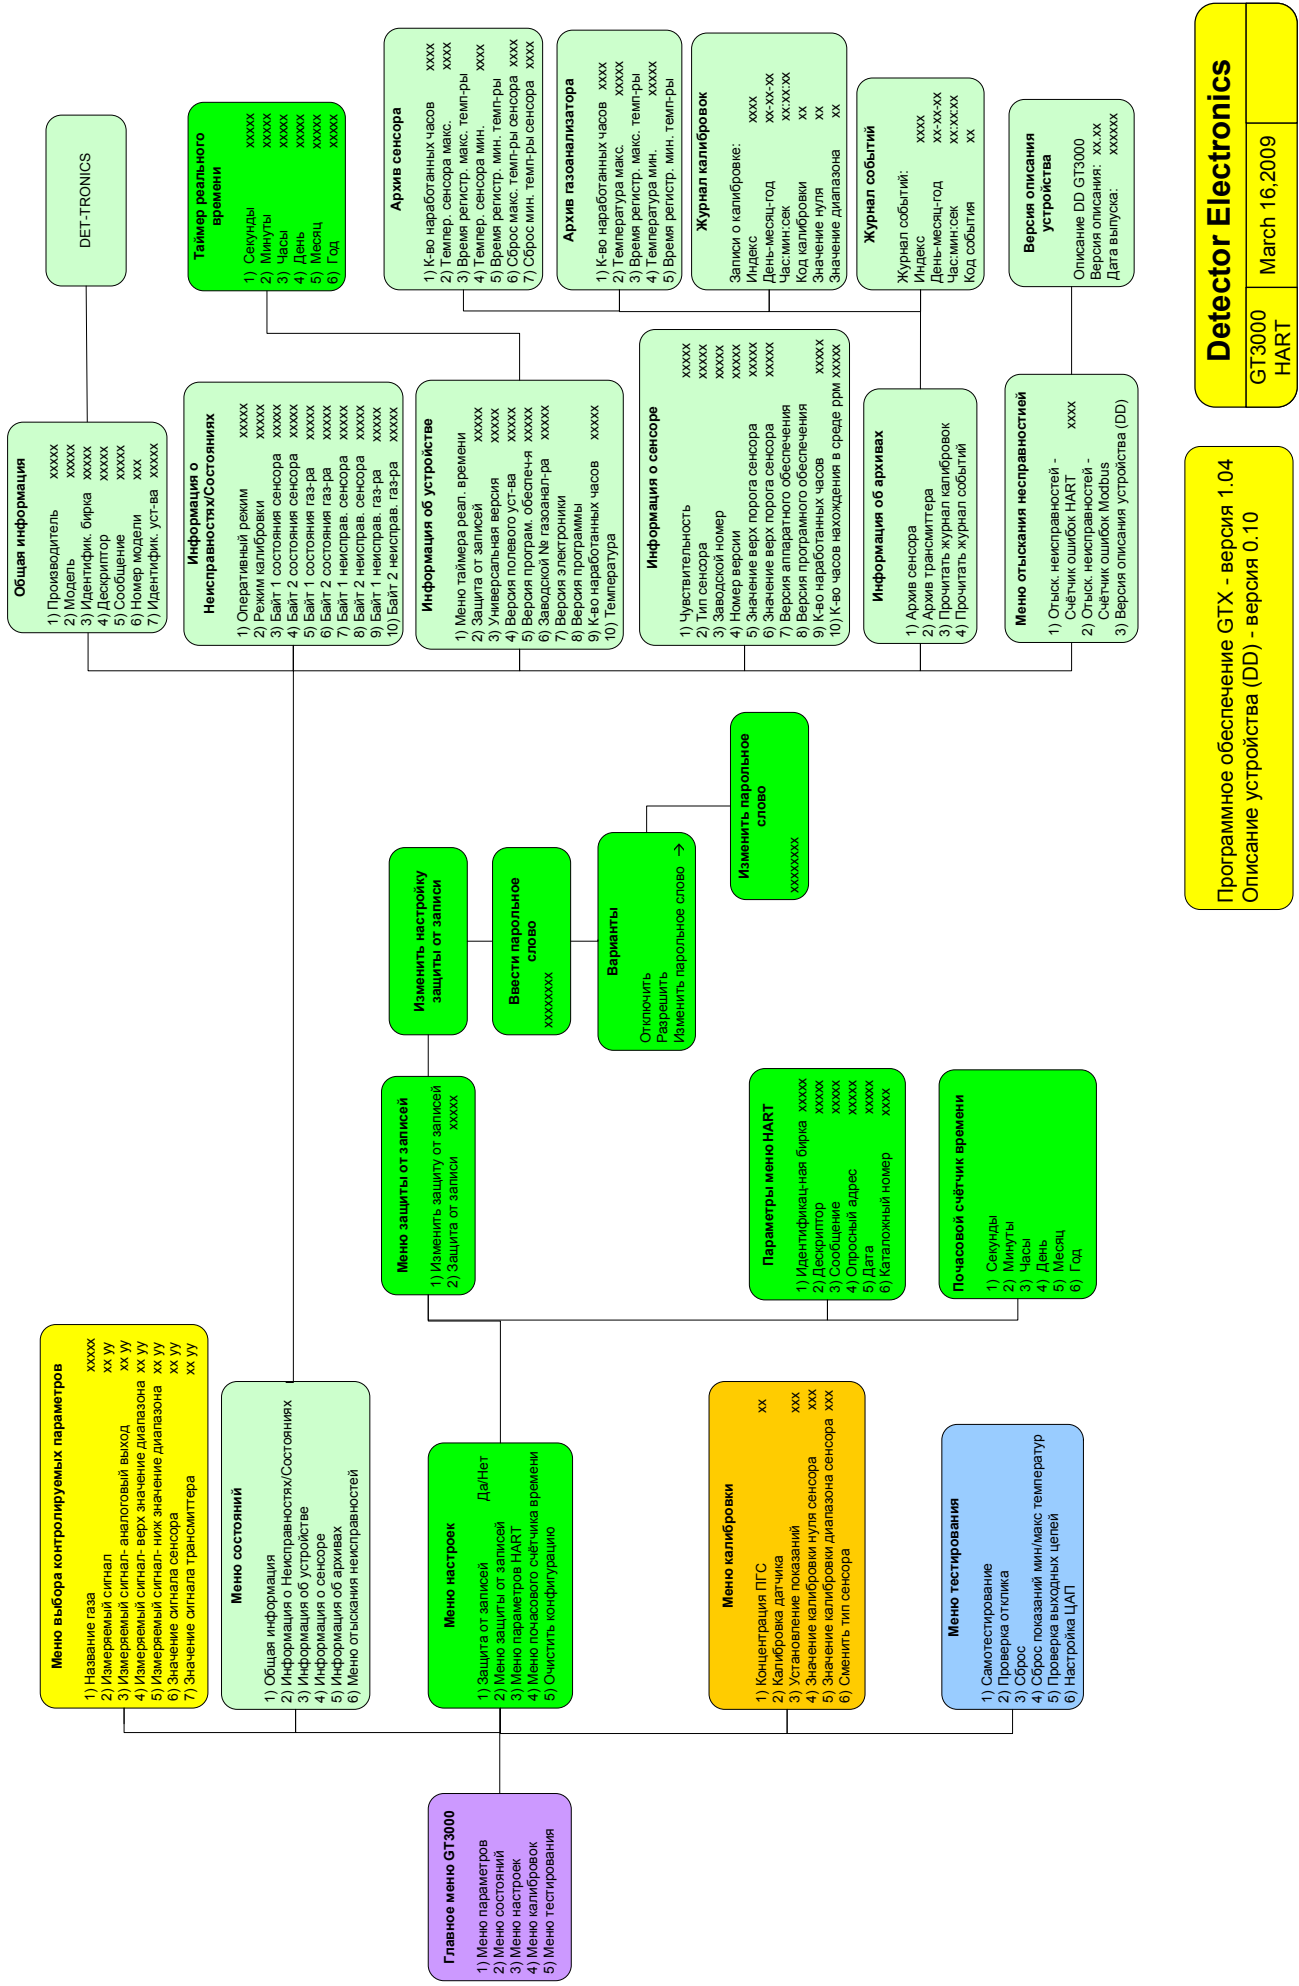 Главное меню GT3000
1) Меню параметров
2) Меню состояний
3) Меню настроек
4) Меню калибровок
5) Меню тестирования
Меню выбора контролируемых параметров
1) Название газа xxxxx
2) Измеряемый сигнал xx yy
3) Измеряемый сигнал- аналоговый выход xx yy
4) Измеряемый сигнал- верх значение диапазона xx yy
5) Измеряемый сигнал- ниж значение диапазона xx yy
6) Значение сигнала сенсора xx yy
7) Значение сигнала трансмиттера xx yy
Меню состояний
1) Общая информация
2) Информация о Неисправностях/Состояниях
3) Информация об устройстве
4) Информация о сенсоре
5) Информация об архивах
6) Меню отыскания неисправностей
Меню настроек
1) Защита от записей Да/Нет
2) Меню защиты от записей
3) Меню параметров HART
4) Меню почасового счётчика времени
5) Очистить конфигурацию
Меню калибровки
1) Концентрация ПГС xx
2) Калибровка датчика
3) Установление показаний xxx
4) Значение калибровки нуля сенсора xxx
5) Значение калибровки диапазона сенсора xxx
6) Сменить тип сенсора
Меню тестирования
1) Самотестирование
2) Проверка отклика
3) Сброс
4) Сброс показаний мин/макс температур
5) Проверка выходных цепей
6) Настройка ЦАП
Меню защиты от записей
1) Изменить защиту от записей
2) Защита от записи xxxxx
Параметры меню HART
1) Идентификац-ная бирка xxxxx
2) Дескриптор xxxxx
3) Сообщение xxxxx
4) Опросный адрес xxxxx
5) Дата xxxxx
6) Каталожный номер xxxx
Почасовой счётчик времени
1) Секунды
2) Минуты
3) Часы
4) День
5) Месяц
6) Год
Изменить настройку
защиты от записи
Ввести парольное
слово
xxxxxxxxx
Варианты
Отключить
Разрешить
Изменить парольное слово →
Изменить парольное
слово
xxxxxxxxx
Общая информация
1) Производитель xxxxx
2) Модель xxxxx
3) Идентифик. бирка xxxxx
4) Дескриптор xxxxx
5) Сообщение xxxxx
6) Номер модели xxx
7) Идентифик. уст-ва xxxxx
Информация о
Неисправностях/Состояниях
1) Оперативный режим xxxxx
2) Режим калибровки xxxxx
3) Байт 1 состояния сенсора xxxxx
4) Байт 2 состояния сенсора xxxxx
5) Байт 1 состояния газ-ра xxxxx
6) Байт 2 состояния газ-ра xxxxx
7) Байт 1 неисправ. сенсора xxxxx
8) Байт 2 неисправ. сенсора xxxxx
9) Байт 1 неисправ. газ-ра xxxxx
10) Байт 2 неисправ. газ-ра xxxxx
Информация об устройстве
1) Меню таймера реал. времени
2) Защита от записей xxxxx
3) Универсальная версия xxxxx
4) Версия полевого уст-ва xxxxx
5) Версия програм. обеспеч-я xxxxx
6) Заводской № газоанал-ра xxxxx
7) Версия электроники
8) Версия программы
9) К-во наработанных часов xxxxx
10) Температура
Информация о сенсоре
1) Чувствительность xxxxx
2) Тип сенсора xxxxx
3) Заводской номер xxxxx
4) Номер версии xxxxx
5) Значение верх порога сенсора xxxxx
6) Значение верх порога сенсора xxxxx
7) Версия аппаратного обеспечения
8) Версия програмного обеспечения
9) К-во наработанных часов xxxxx
10) К-во часов нахождения в среде ppm xxxxx
Информация об архивах
1) Архив сенсора
2) Архив трансмиттера
3) Прочитать журнал калибровок
4) Прочитать журнал событий
Меню отыскания несправностией
1) Отыск. неисправностей -
Счётчик ошибок HART xxxx
2) Отыск. неисправностей -
Счётчик ошибок Modbus
3) Версия описания устройства (DD)
DET-TRONICS
Таймер реального
времени
1) Секунды xxxxx
2) Минуты xxxxx
3) Часы xxxxx
4) День xxxxx
5) Месяц xxxxx
6) Год xxxxx
Архив сенсора
1) К-во наработанных часов xxxx
2) Темпер. сенсора макс. xxxx
3) Время регистр. макс. темп-ры
4) Темпер. сенсора мин. xxxx
5) Время регистр. мин. темп-ры
6) Сброс макс. темп-ры сенсора xxxx
7) Сброс мин. темп-ры сенсора xxxx
Архив газоанализатора
1) К-во наработанных часов xxxx
2) Температура макс. xxxxx
3) Время регистр. макс. темп-ры
4) Температура мин. xxxxx
5) Время регистр. мин. темп-ры
Журнал калибровок
Записи о калибровке:
Индекс xxxx
День-месяц-год xx-xx-xx
Час:мин:сек xx:xx:xx
Код калибровки xx
Значение нуля xx
Значение диапазона xx
Журнал событий
Журнал событий:
Индекс xxxx
День-месяц-год xx-xx-xx
Час:мин:сек xx:xx:xx
Код события xx
Версия описания
устройства
Описание DD GT3000
Версия описания: xx.xx
Дата выпуска: xxxxxx
Программное обеспечение GTX - версия 1.04
Описание устройства (DD) - версия 0.10
Detector Electronics
GT3000
HART
March 16,2009